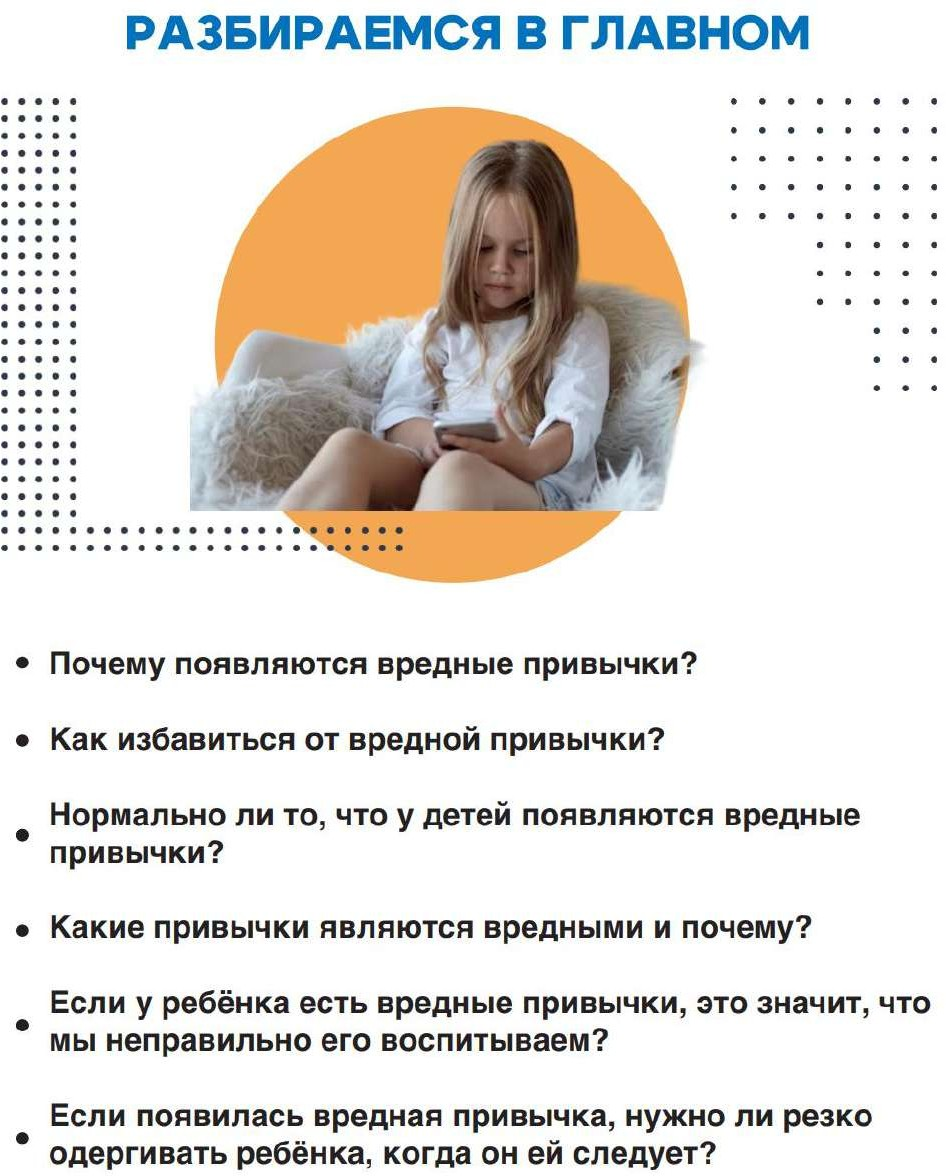 РАЗБИРАЕМСЯ В ГЛАВНОМ
• Почему появляются вредные привычки?
• Как избавиться от вредной привычки?
• Нормально ли то, что у детей появляются вредные
привычки?
• Какие привычки являются вредными и почему?
• Если у ребёнка есть вредные привычки, это значит, что
мы неправильно его воспитываем?
• Если появилась вредная привычка, нужно ли резко
одергивать ребёнка, когда он ей следует?